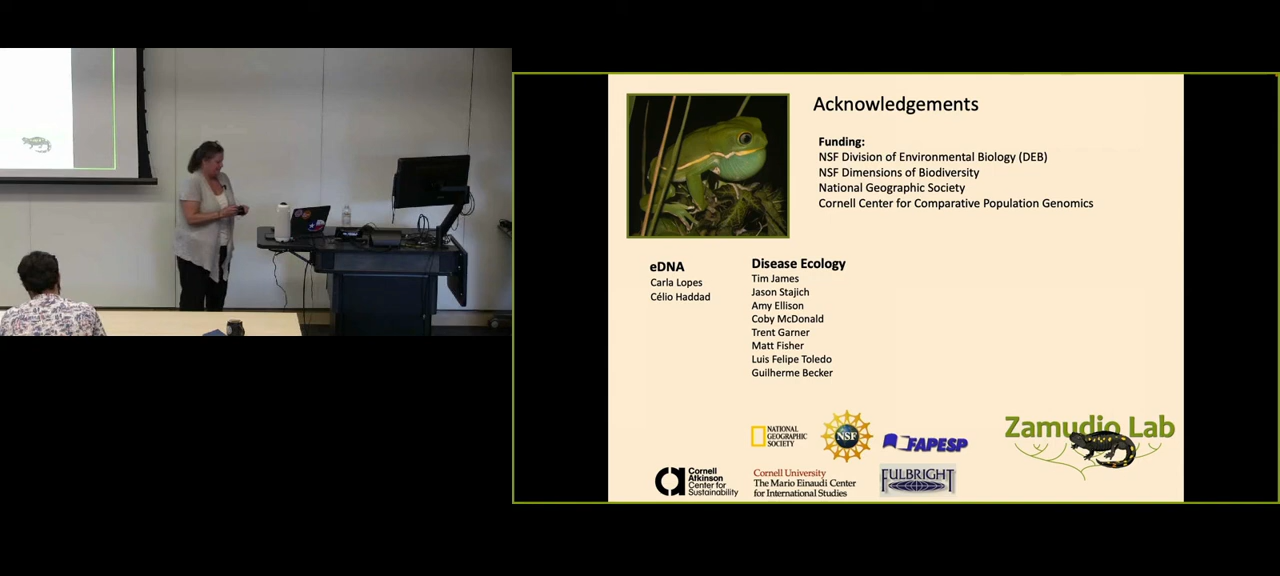 Acknowledgements
Funding:
NSF Division of Environmental Biology (DEB)
NSF Dimensions of Biodiversity
National Geographic Society
Cornell Center for Comparative Population Genomics
eDNA
Carla Lopes
Célio Haddad
Disease Ecology
Tim James
Jason Stajich
Amy Ellison
Coby McDonald
Trent Garner
Matt Fisher
Luis Felipe Toledo
Guilherme Becker
NATIONAL
GEOGRAPHIC
SOCIETY
NSF
FAPESP
Zamudio Lab
Cornell
Atkinson
Center for
Sustainability
Cornell University
The Mario Einaudi Center
for International Studies
FULBRIGHT